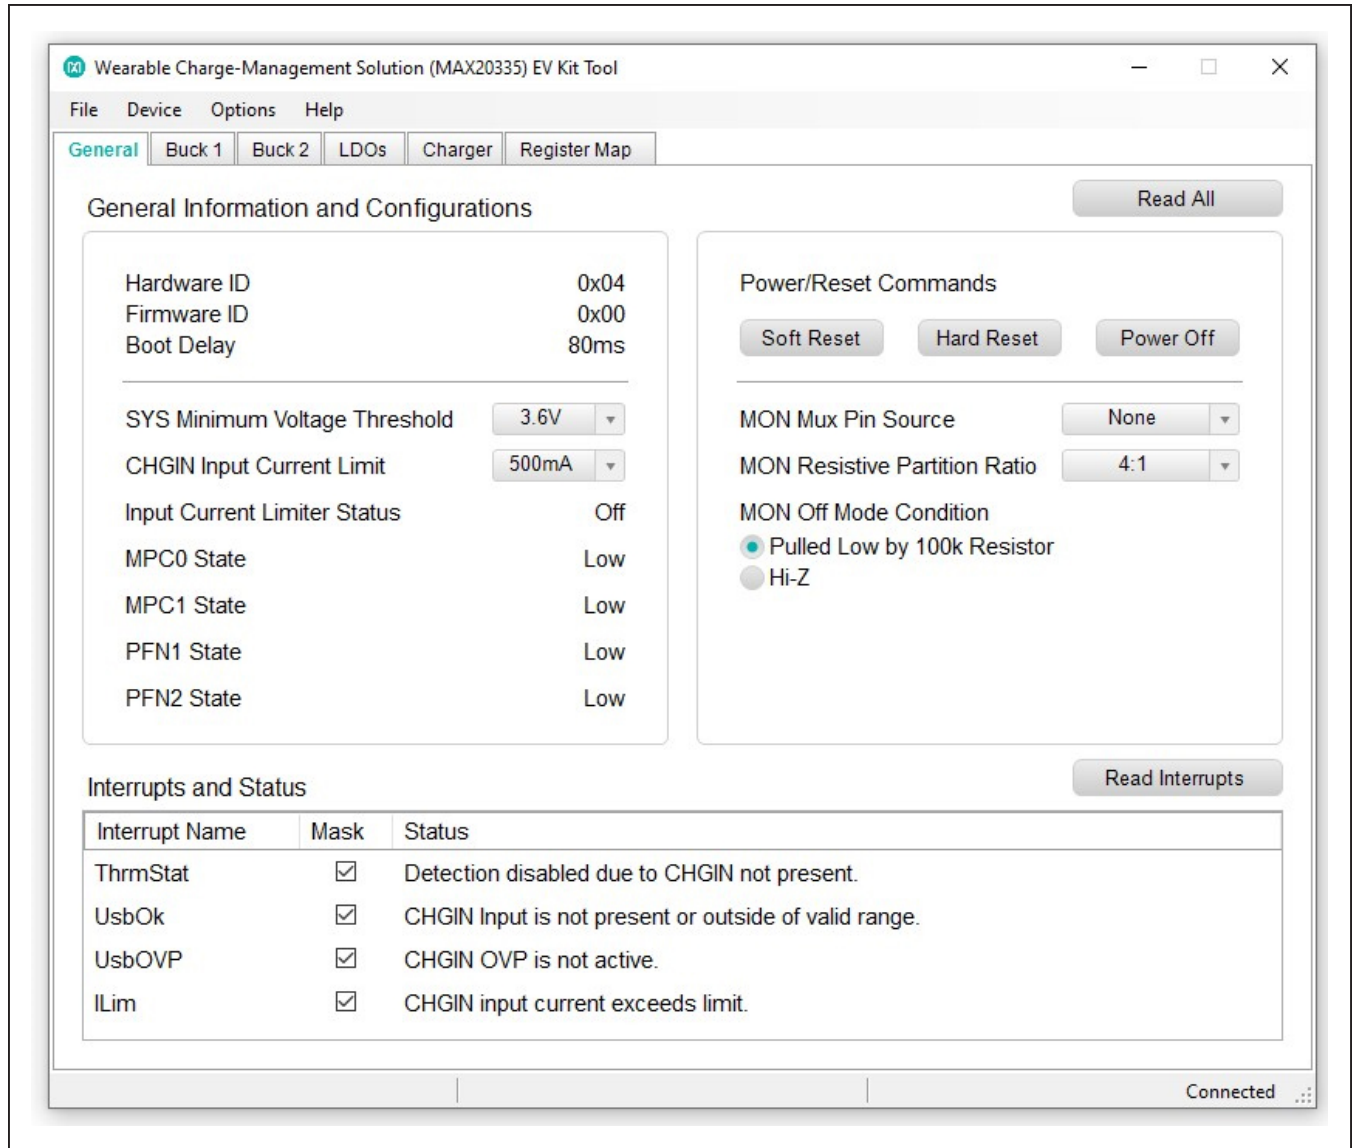 Wearable Charge-Management Solution (MAX20335) EV Kit Tool
File Device Options Help
General Buck 1 Buck 2 LDOs Charger Register Map
General Information and Configurations
Read All
Hardware ID 0x04
Firmware ID 0x00
Boot Delay 80ms
SYS Minimum Voltage Threshold 3.6V
CHGIN Input Current Limit 500mA
Input Current Limiter Status Off
MPC0 State Low
MPC1 State Low
PFN1 State Low
PFN2 State Low
Power/Reset Commands
Soft Reset Hard Reset Power Off
MON Mux Pin Source None
MON Resistive Partition Ratio 4:1
MON Off Mode Condition
Pulled Low by 100k Resistor
Hi-Z
Interrupts and Status
Read Interrupts
Interrupt Name Mask Status
ThrmStat Detection disabled due to CHGIN not present.
UsbOk CHGIN Input is not present or outside of valid range.
UsbOVP CHGIN OVP is not active.
ILim CHGIN input current exceeds limit.
Connected